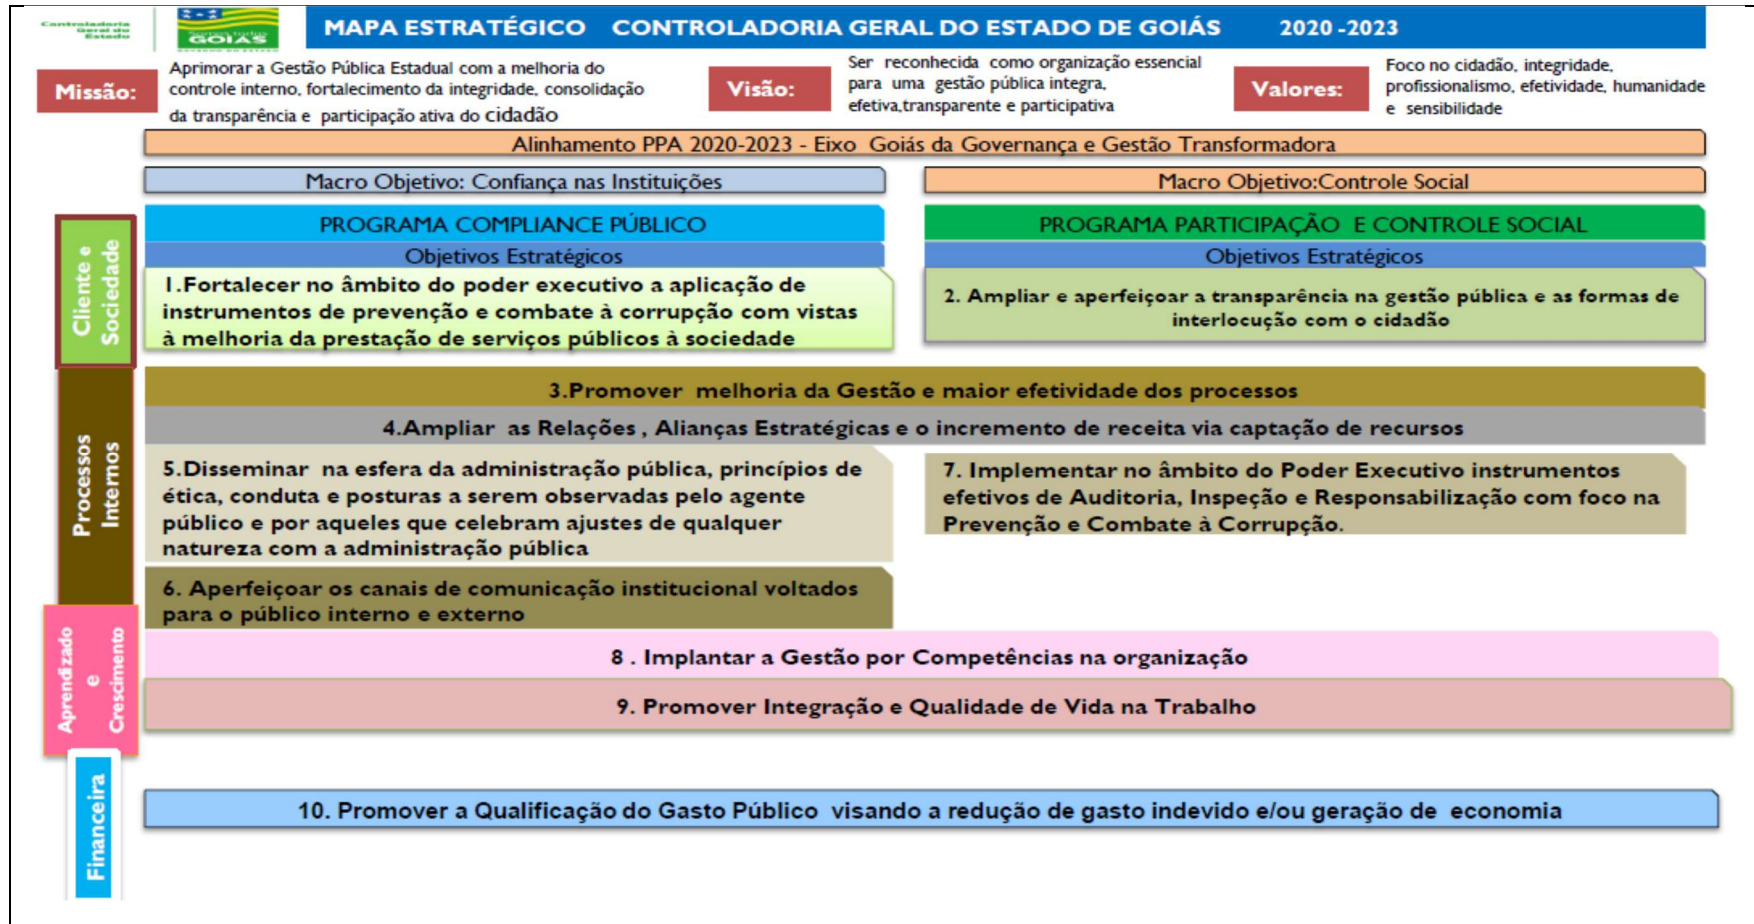 Controladoria
Geral do
Estado
GOIÁS
MAPA ESTRATÉGICO CONTROLADORIA GERAL DO ESTADO DE GOIÁS 2020 -2023
Missão:
Aprimorar a Gestão Pública Estadual com a melhoria do
controle interno, fortalecimento da integridade, consolidação
da transparência e participação ativa do cidadão
Visão:
Ser reconhecida como organização essencial
para uma gestão pública integra,
efetiva,transparente e participativa
Valores:
Foco no cidadão, integridade,
profissionalismo, efetividade, humanidade
e sensibilidade
Alinhamento PPA 2020-2023 - Eixo Goiás da Governança e Gestão Transformadora
Macro Objetivo: Confiança nas Instituições
Macro Objetivo:Controle Social
Cliente e
Sociedade
PROGRAMA COMPLIANCE PÚBLICO
Objetivos Estratégicos
1.Fortalecer no âmbito do poder executivo a aplicação de
instrumentos de prevenção e combate à corrupção com vistas
à melhoria da prestação de serviços públicos à sociedade
PROGRAMA PARTICIPAÇÃO E CONTROLE SOCIAL
Objetivos Estratégicos
2. Ampliar e aperfeiçoar a transparência na gestão pública e as formas de
interlocução com o cidadão
Processos
Internos
3.Promover melhoria da Gestão e maior efetividade dos processos
4.Ampliar as Relações , Alianças Estratégicas e o incremento de receita via captação de recursos
5.Disseminar na esfera da administração pública, princípios de
ética, conduta e posturas a serem observadas pelo agente
público e por aqueles que celebram ajustes de qualquer
natureza com a administração pública
6. Aperfeiçoar os canais de comunicação institucional voltados
para o público interno e externo
7. Implementar no âmbito do Poder Executivo instrumentos
efetivos de Auditoria, Inspeção e Responsabilização com foco na
Prevenção e Combate à Corrupção.
Aprendizado
e
Crescimento
8 . Implantar a Gestão por Competências na organização
9. Promover Integração e Qualidade de Vida na Trabalho
Financeira
10. Promover a Qualificação do Gasto Público visando a redução de gasto indevido e/ou geração de economia